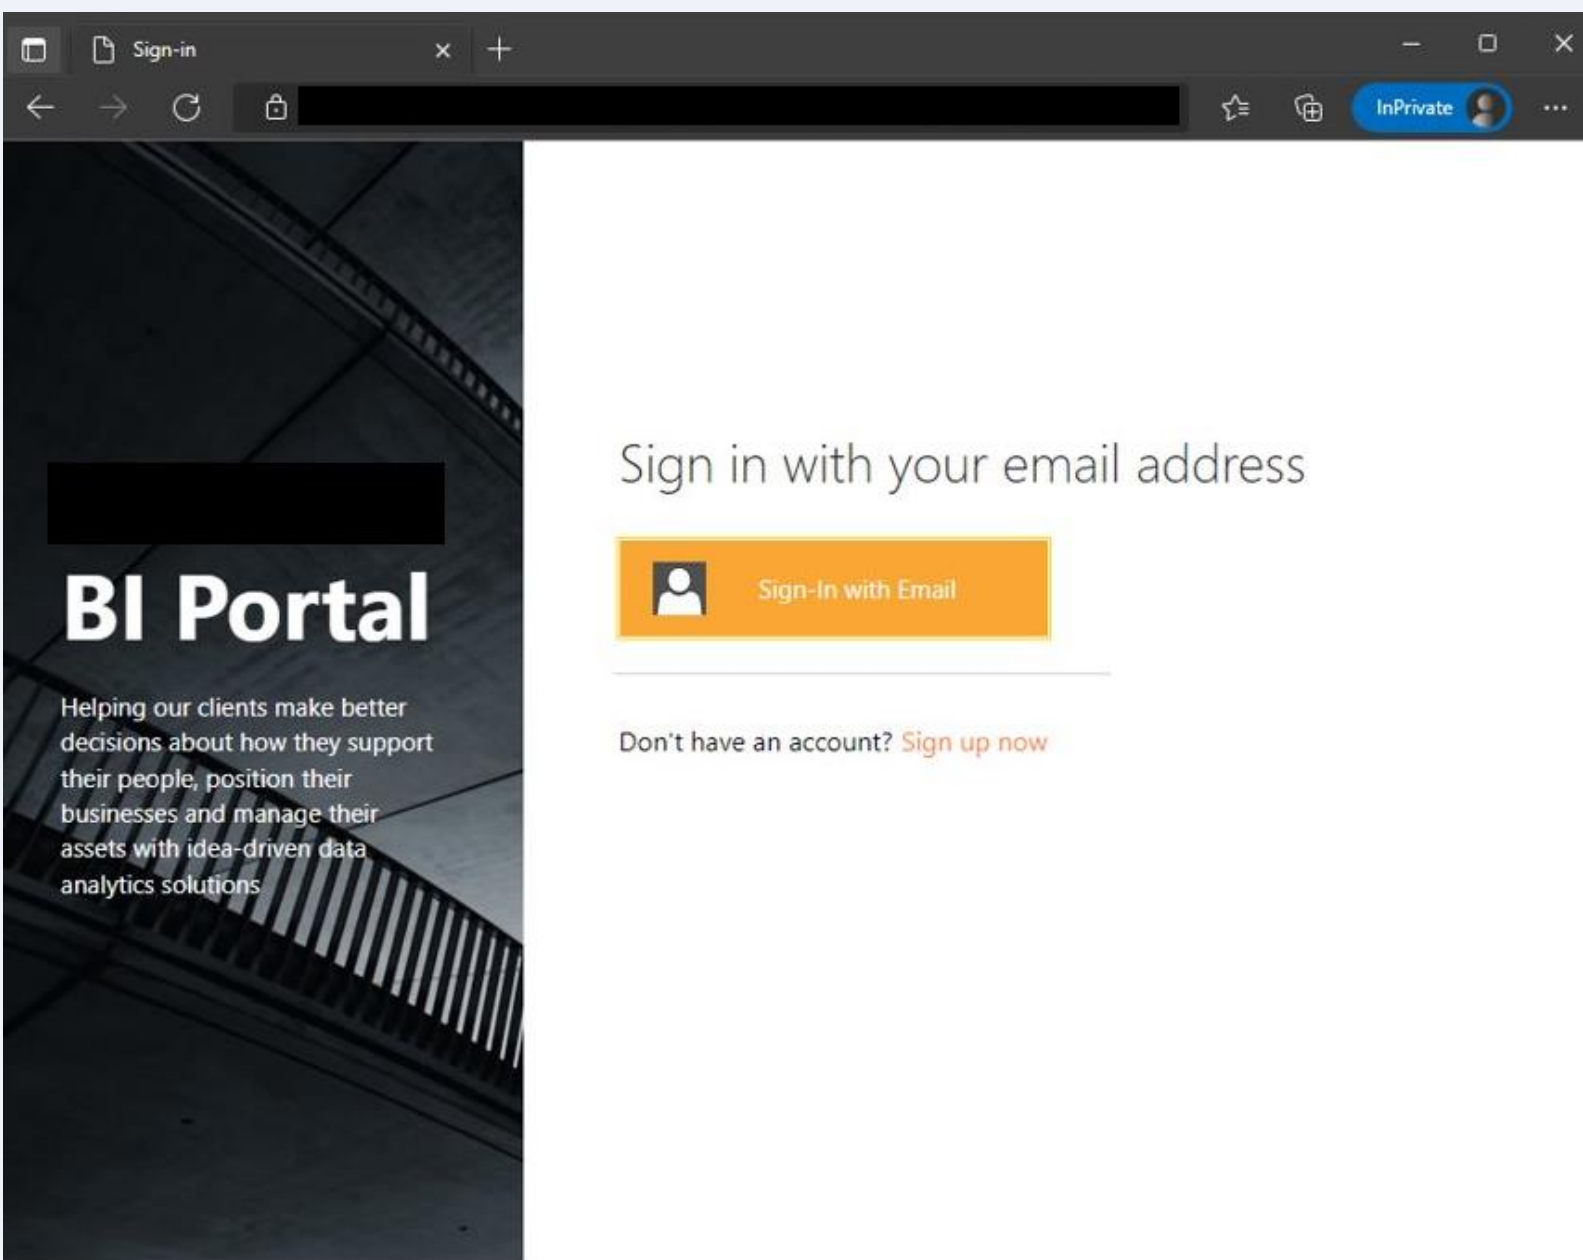 Sign-in
InPrivate
BI Portal
Helping our clients make better
decisions about how they support
their people, position their
businesses and manage their
assets with idea-driven data
analytics solutions
Sign in with your email address
Sign-In with Email
Don't have an account? Sign up now